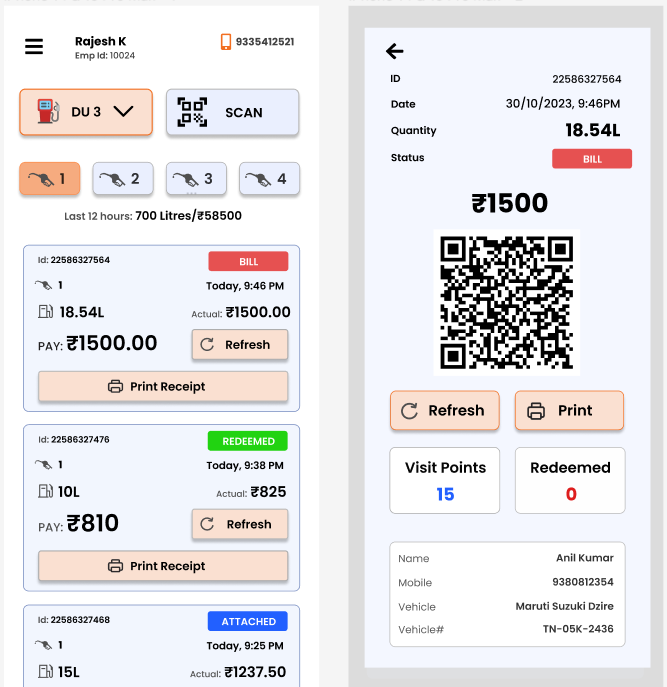 Rajesh K
9335412521
Emp Id: 10024
DU 3
SCAN
1
2
3
4
Last 12 hours: 700 Litres/₹58500
Id: 22586327564
BILL
1
Today, 9:46 PM
18.54L
Actual: ₹1500.00
PAY: ₹1500.00
Refresh
Print Receipt
Id: 22586327476
REDEEMED
1
Today, 9:38 PM
10L
Actual: ₹825
PAY: ₹810
Refresh
Print Receipt
Id: 22586327468
ATTACHED
1
Today, 9:25 PM
15L
Actual: ₹1237.50
ID 22586327564
Date 30/10/2023, 9:46PM
Quantity 18.54L
Status BILL
₹1500
Refresh
Print
Visit Points
15
Redeemed
0
Name Anil Kumar
Mobile 9380812354
Vehicle Maruti Suzuki Dzire
Vehicle# TN-05K-2436